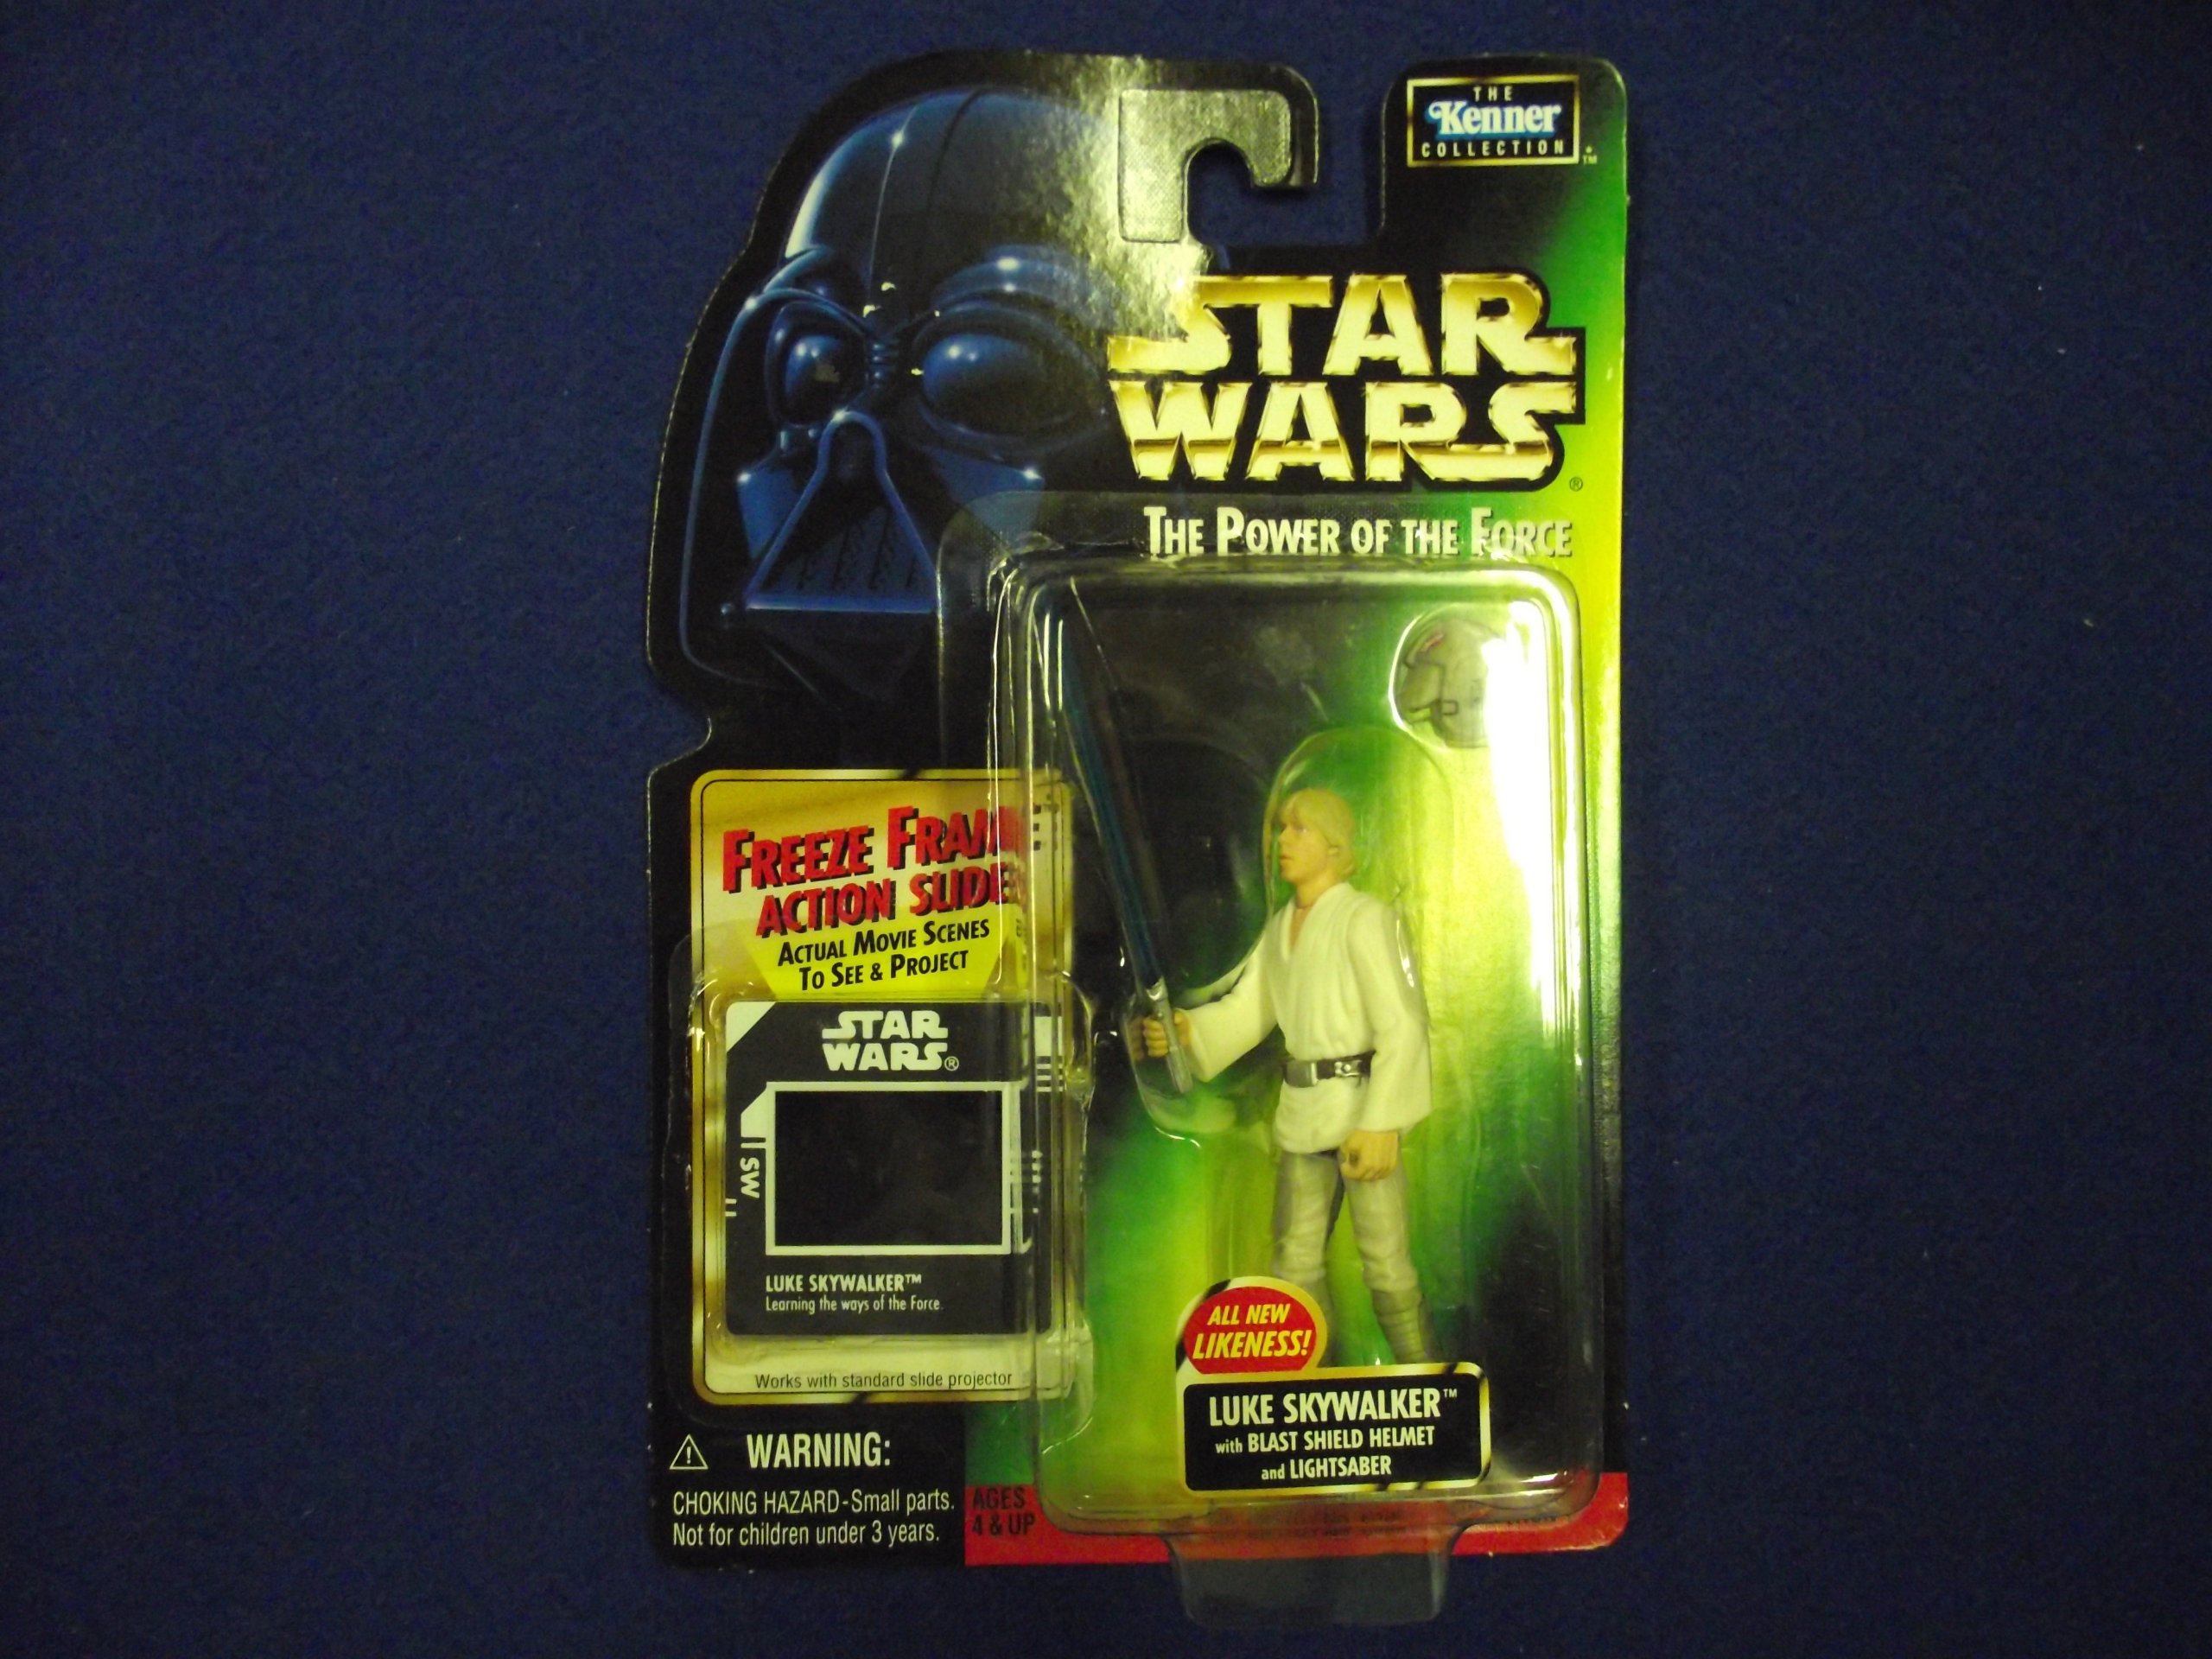 THE
Kenner
COLLECTION
STAR
WARS
THE POWER OF THE FORCE
FREEZE FRAME
ACTION SLIDE
ACTUAL MOVIE SCENES
TO SEE & PROJECT
STAR
WARS®
SW
LUKE SKYWALKER™
Learning the ways of the Force.
Works with standard slide projector
ALL NEW
LIKENESS!
LUKE SKYWALKER™
with BLAST SHIELD HELMET
and LIGHTSABER
WARNING:
CHOKING HAZARD-Small parts.
Not for children under 3 years.
AGES
4 & UP